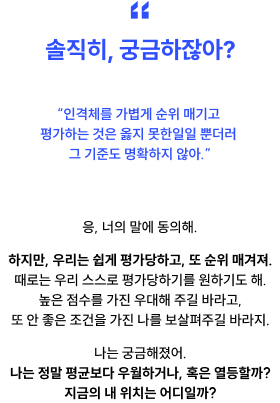 “
솔직히, 궁금하잖아?
“인격체를 가볍게 순위 매기고
평가하는 것은 옳지 못한일일 뿐더러
그 기준도 명확하지 않아.”
응, 너의 말에 동의해.
하지만, 우리는 쉽게 평가당하고, 또 순위 매겨져.
때로는 우리 스스로 평가당하기를 원하기도 해.
높은 점수를 가진 우대해 주길 바라고,
또 안 좋은 조건을 가진 나를 보살펴주길 바라지.
나는 궁금해졌어.
나는 정말 평균보다 우월하거나, 혹은 열등할까?
지금의 내 위치는 어디일까?